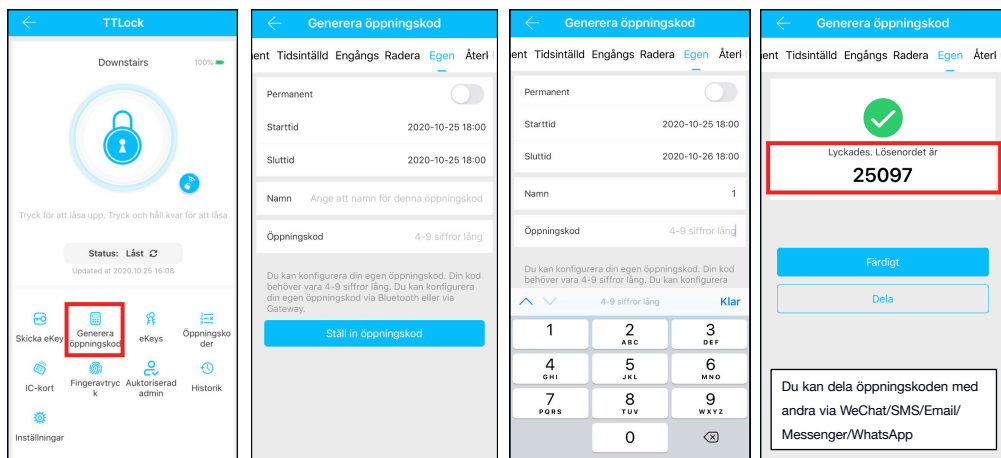 TTLock
Downstairs
100%
Tryck för att låsa upp. Tryck och håll kvar för att låsa
Status: Låst
Updated at 2020.10.25 16:08
Skicka eKey
Generera
öppningskod
eKeys
Öppningsko
der
IC-kort
Fingeravtryc
k
Auktoriserad
admin
Historik
Inställningar
Generera öppningskod
ent Tidsintälld Engångs Radera Egen Återl
Permanent
Starttid 2020-10-25 18:00
Sluttid 2020-10-25 18:00
Namn Ange att namn för denna öppningskod
Öppningskod 4-9 siffror lång
Du kan konfigurera din egen öppningskod. Din kod
behöver vara 4-9 siffror lång. Du kan konfigurera
din egen öppningskod via Bluetooth eller via
Gateway.
Ställ in öppningskod
Generera öppningskod
ent Tidsintälld Engångs Radera Egen Återl
Permanent
Starttid 2020-10-25 18:00
Sluttid 2020-10-26 18:00
Namn 1
Öppningskod 4-9 siffror lång
Du kan konfigurera din egen öppningskod. Din kod
behöver vara 4-9 siffror lång. Du kan konfigurera
4-9 siffror lång Klar
1 2 3
ABC DEF
4 5 6
GHI JKL MNO
7 8 9
PQRS TUV WXYZ
0
Generera öppningskod
ent Tidsintälld Engångs Radera Egen Återl
Lyckades. Lösenordet är
25097
Färdigt
Dela
Du kan dela öppningskoden med
andra via WeChat/SMS/Email/
Messenger/WhatsApp